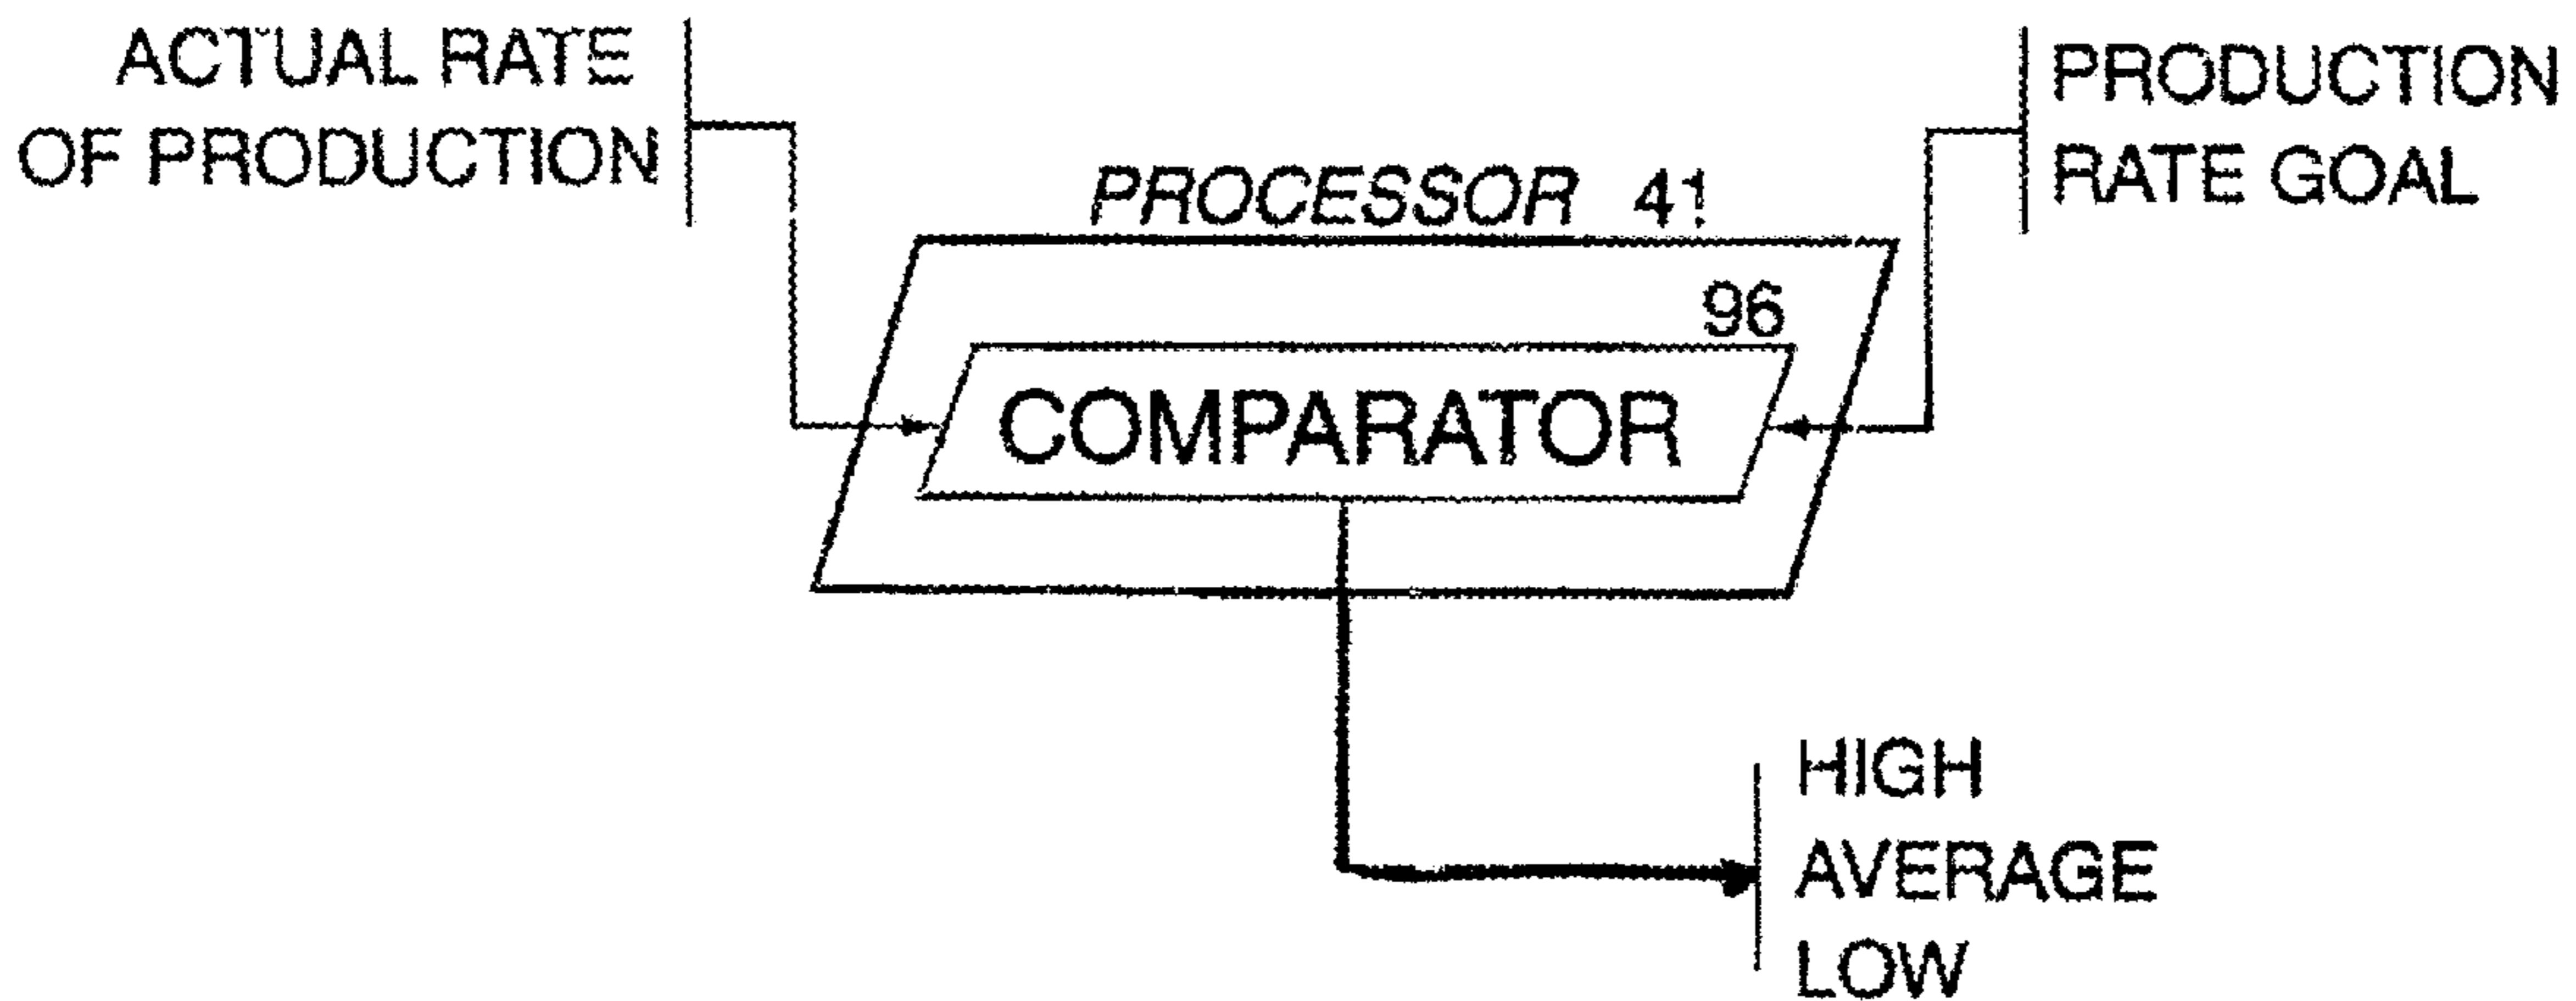 ACTUAL RATE
OF PRODUCTION
PRODUCTION
RATE GOAL
PROCESSOR 41
96
COMPARATOR
HIGH
AVERAGE
LOW